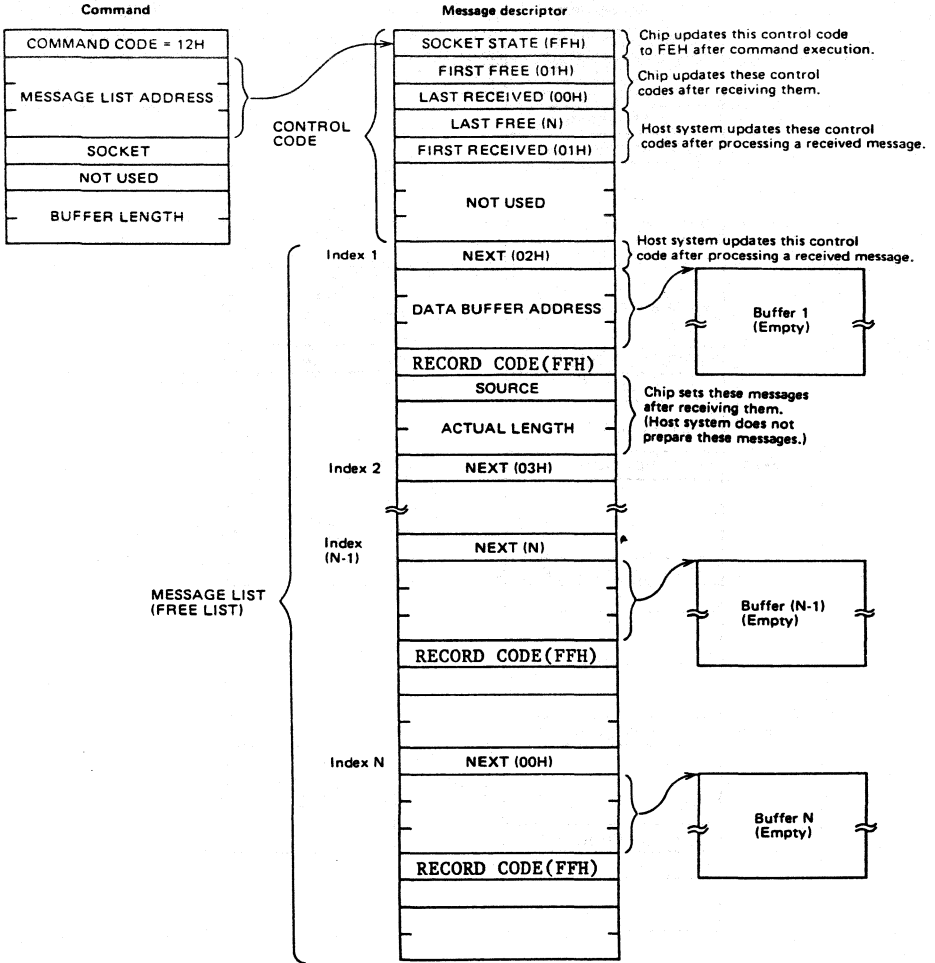 Command
COMMAND CODE = 12H
MESSAGE LIST ADDRESS
SOCKET
NOT USED
BUFFER LENGTH
Message descriptor
CONTROL
CODE
SOCKET STATE (FFH)
FIRST FREE (01H)
LAST RECEIVED (00H)
LAST FREE (N)
FIRST RECEIVED (01H)
NOT USED
Chip updates this control code
to FEH after command execution.
Chip updates these control
codes after receiving them.
Host system updates these control
codes after processing a received message.
MESSAGE LIST
(FREE LIST)
Index 1
NEXT (02H)
Host system updates this control
code after processing a received message.
DATA BUFFER ADDRESS
Buffer 1
(Empty)
RECORD CODE(FFH)
SOURCE
ACTUAL LENGTH
Chip sets these messages
after receiving them.
(Host system does not
prepare these messages.)
Index 2
NEXT (03H)
Index
(N-1)
NEXT (N)
Buffer (N-1)
(Empty)
RECORD CODE(FFH)
Index N
NEXT (00H)
Buffer N
(Empty)
RECORD CODE(FFH)